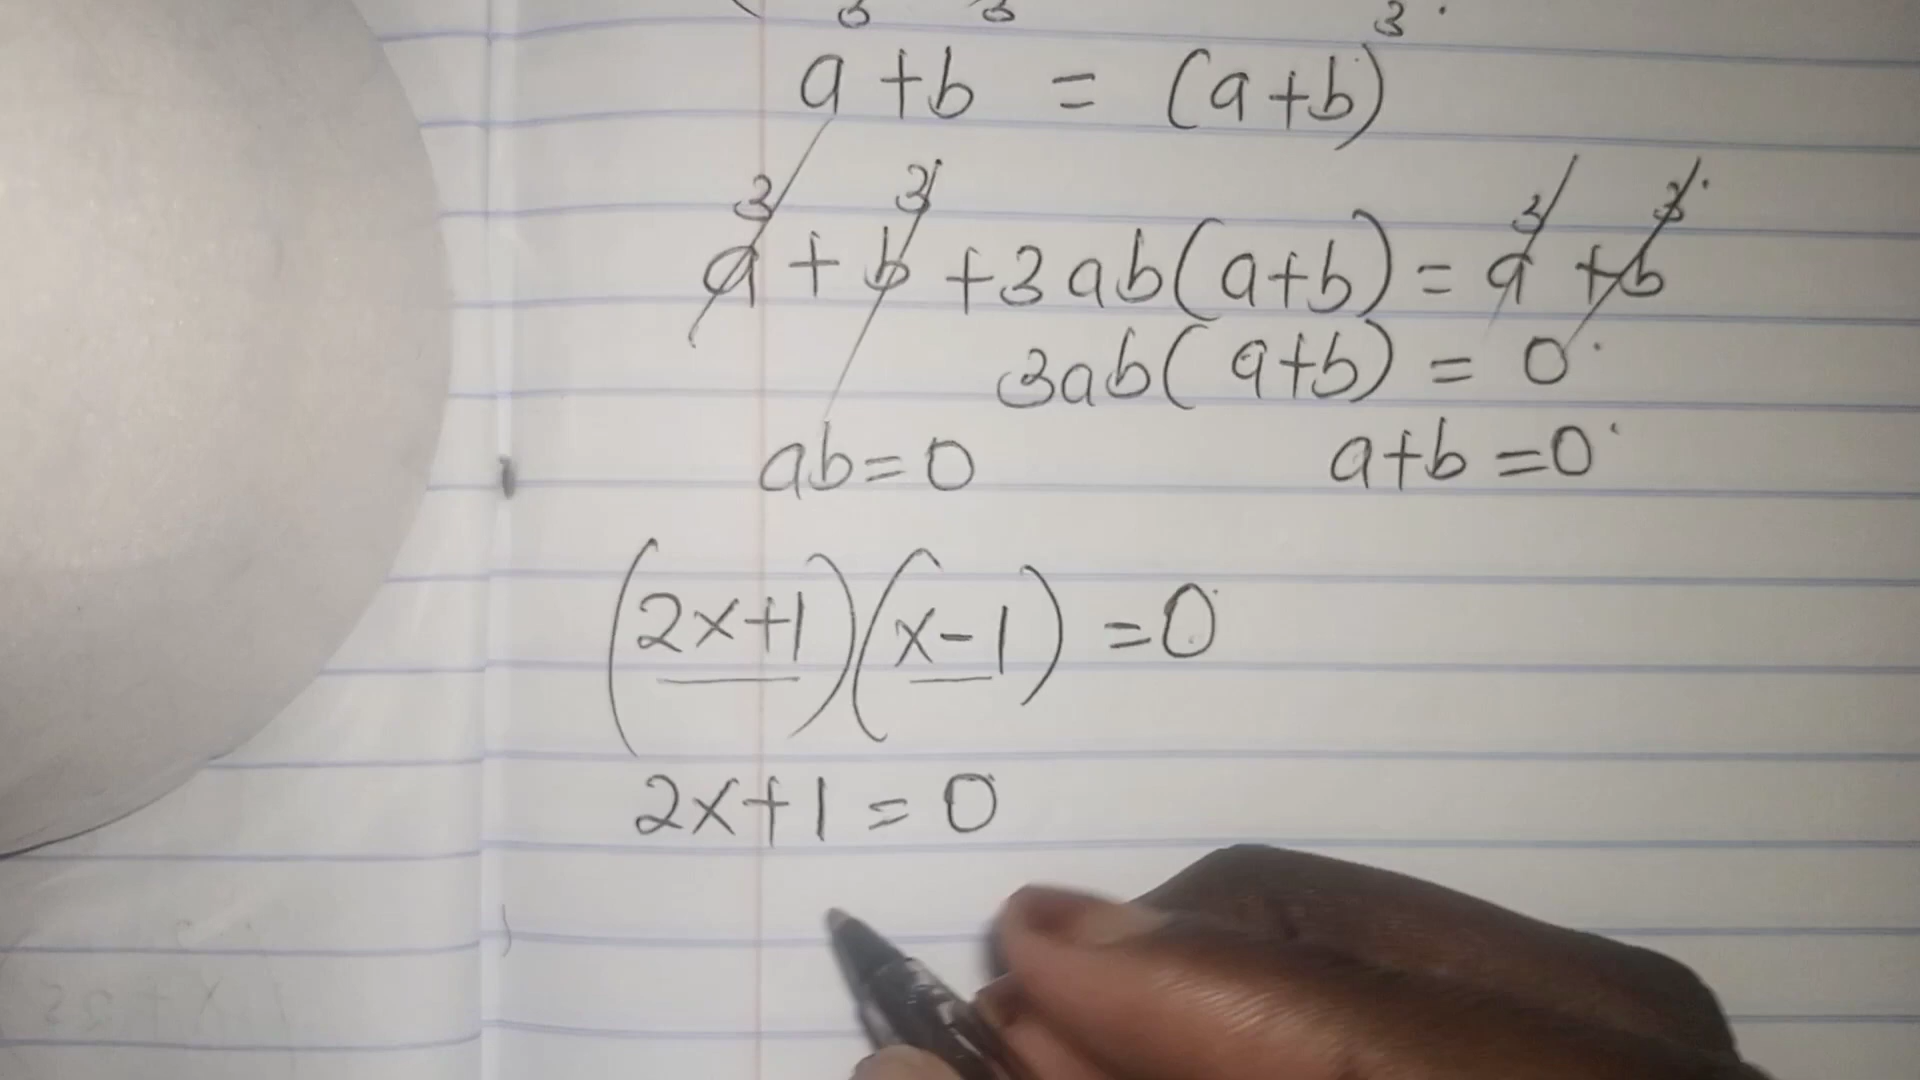 a³ + b³ = (a+b)³
a³ + b³ + 3ab(a+b) = a³ + b³
3ab(a+b) = 0
ab=0 a+b=0
(2x+1)(x-1) =0
2x+1 = 0